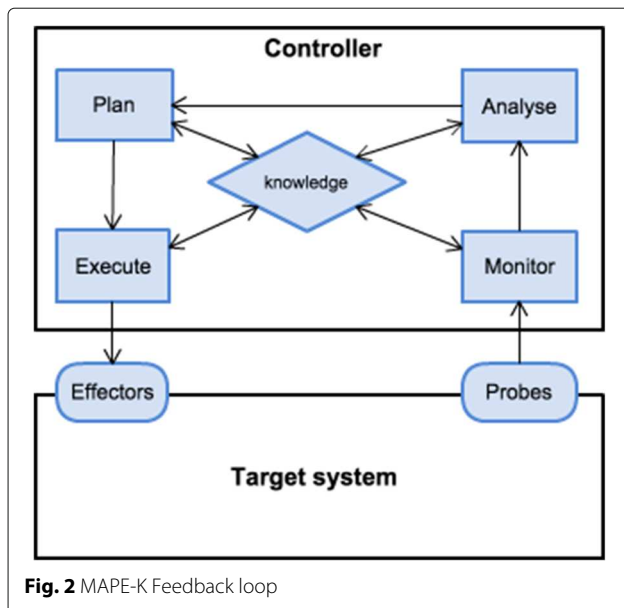 Controller
Plan
Analyse
knowledge
Execute
Monitor
Effectors
Probes
Target system
Fig. 2 MAPE-K Feedback loop